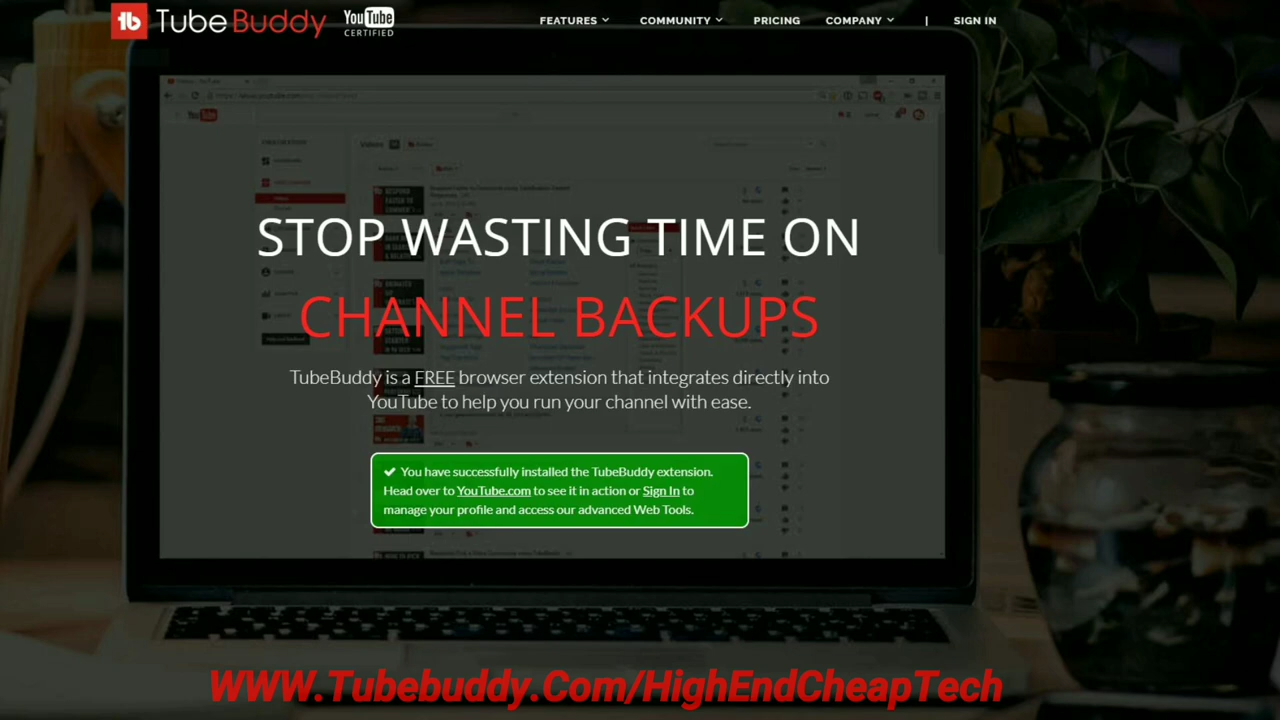 TubeBuddy YouTube CERTIFIED
FEATURES COMMUNITY PRICING COMPANY | SIGN IN
STOP WASTING TIME ON
CHANNEL BACKUPS
TubeBuddy is a FREE browser extension that integrates directly into
YouTube to help you run your channel with ease.
You have successfully installed the TubeBuddy extension.
Head over to YouTube.com to see it in action or Sign In to
manage your profile and access our advanced Web Tools.
WWW.Tubebuddy.Com/HighEndCheapTech